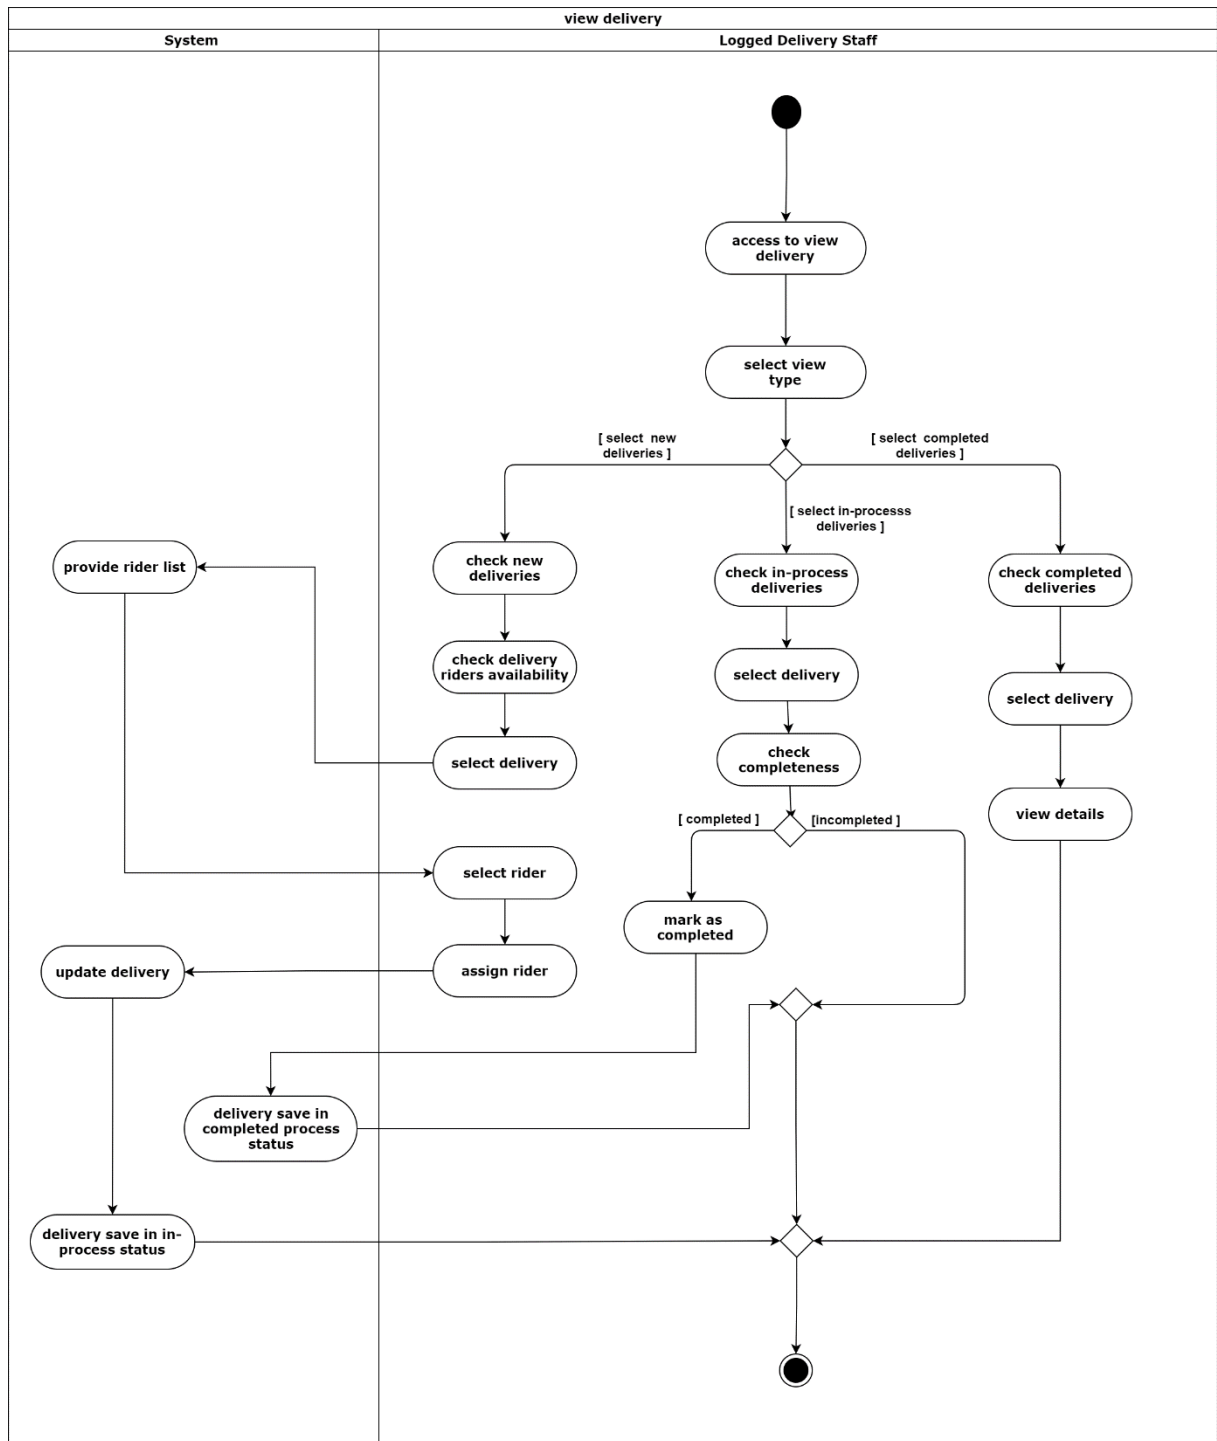 view delivery
System
Logged Delivery Staff
access to view
delivery
select view
type
[ select  new
deliveries ]
[ select  completed
deliveries ]
[ select in-processs
deliveries ]
provide rider list
check new
deliveries
check in-process
deliveries
check completed
deliveries
check delivery
riders availability
select delivery
select delivery
select delivery
check
completeness
view details
[ completed ]
[incompleted ]
select rider
mark as
completed
update delivery
assign rider
delivery save in
completed process
status
delivery save in in-
process status